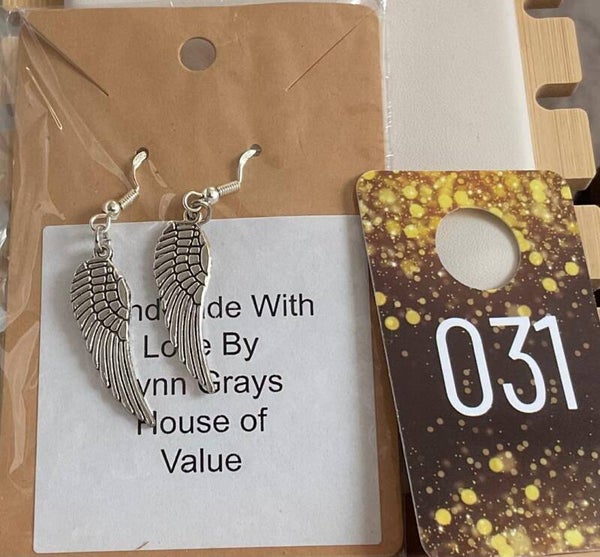 With
By
Grays
House of
Value
031